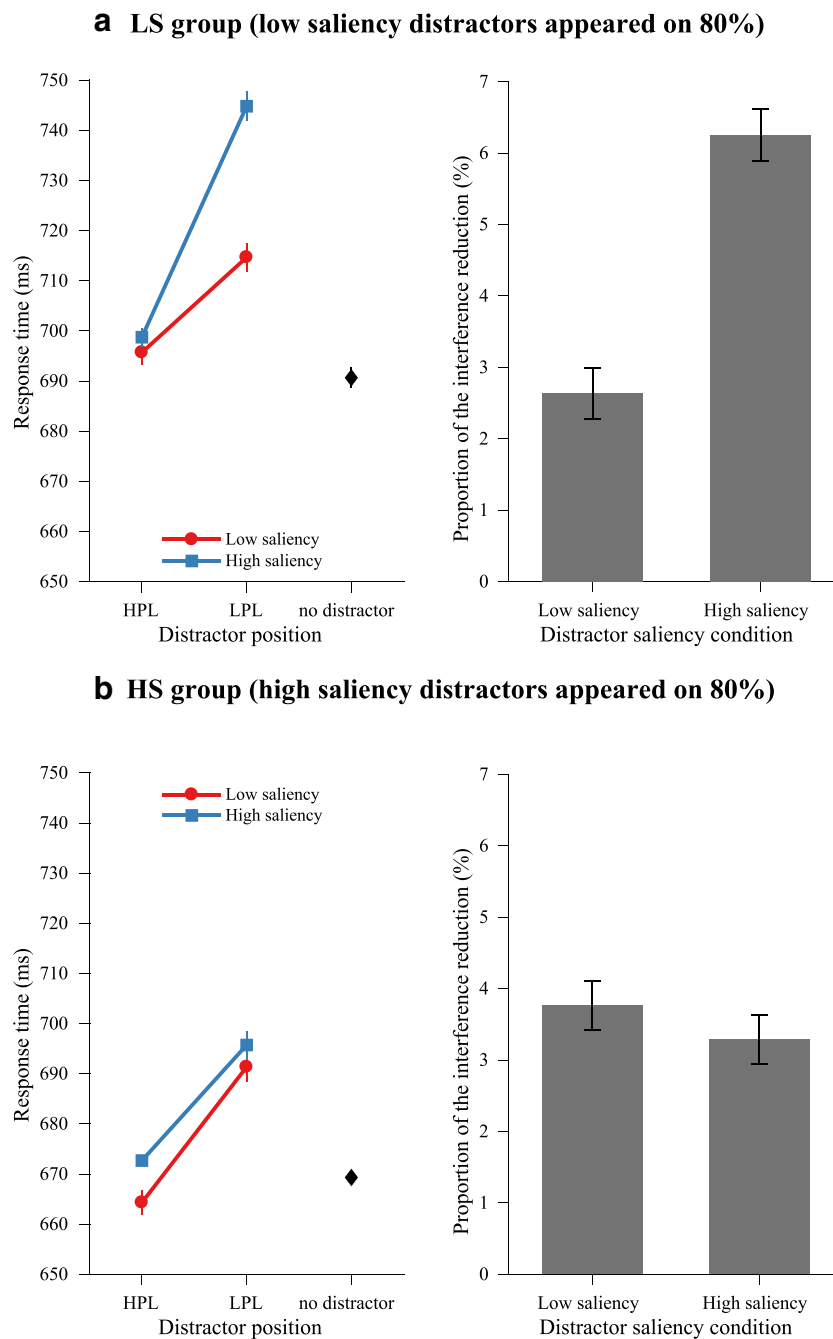 a LS group (low saliency distractors appeared on 80%)
750
740
730
720
710
700
690
680
670
660
650
Response time (ms)
Low saliency
High saliency
HPL LPL no distractor
Distractor position
7
6
5
4
3
2
1
0
Proportion of the interference reduction (%)
Low saliency High saliency
Distractor saliency condition
b HS group (high saliency distractors appeared on 80%)
750
740
730
720
710
700
690
680
670
660
650
Response time (ms)
Low saliency
High saliency
HPL LPL no distractor
Distractor position
7
6
5
4
3
2
1
0
Proportion of the interference reduction (%)
Low saliency High saliency
Distractor saliency condition